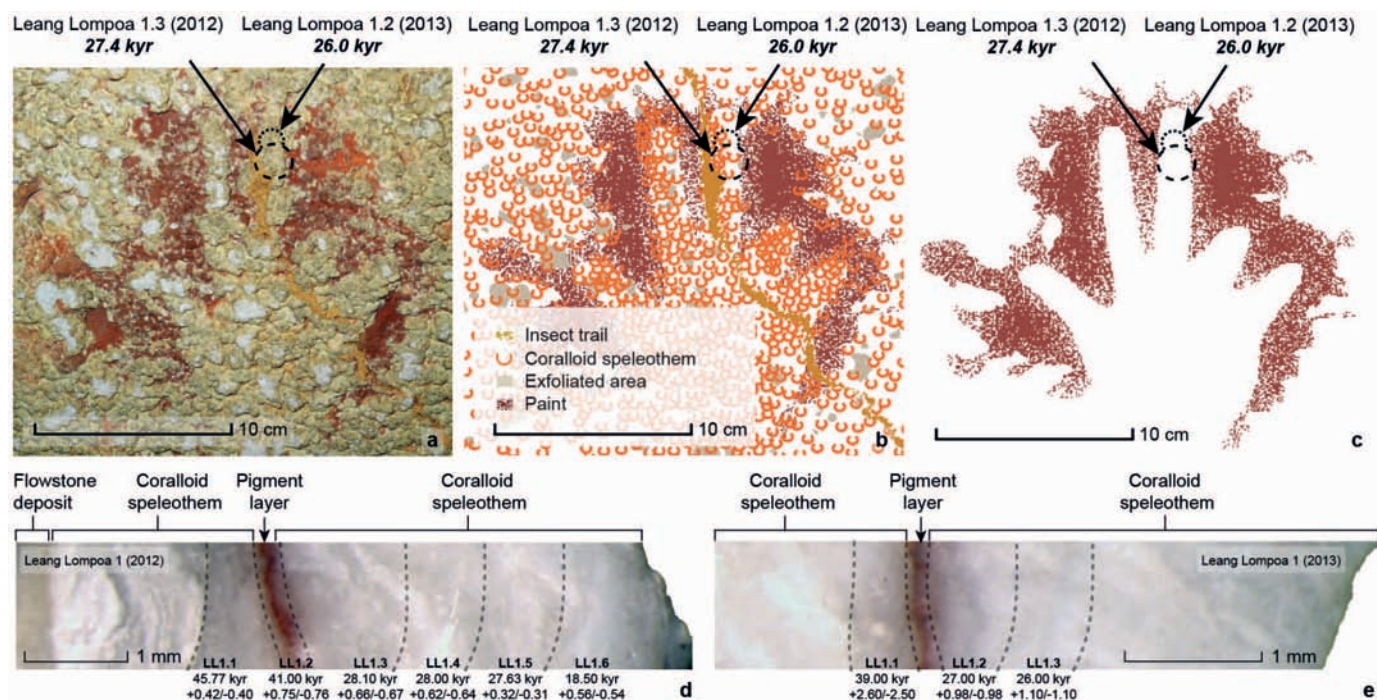 Leang Lompoa 1.3 (2012)
27.4 kyr
Leang Lompoa 1.2 (2013)
26.0 kyr
10 cm
a
Leang Lompoa 1.3 (2012)
27.4 kyr
Leang Lompoa 1.2 (2013)
26.0 kyr
Insect trail
Coralloid speleothem
Exfoliated area
Paint
10 cm
b
Leang Lompoa 1.3 (2012)
27.4 kyr
Leang Lompoa 1.2 (2013)
26.0 kyr
10 cm
c
Flowstone
deposit
Coralloid
speleothem
Pigment
layer
Coralloid
speleothem
Leang Lompoa 1 (2012)
1 mm
LL1.1
45.77 kyr
+0.42/-0.40
LL1.2
41.00 kyr
+0.75/-0.76
LL1.3
28.10 kyr
+0.66/-0.67
LL1.4
28.00 kyr
+0.62/-0.64
LL1.5
27.63 kyr
+0.32/-0.31
LL1.6
18.50 kyr
+0.56/-0.54
d
Coralloid
speleothem
Pigment
layer
Coralloid
speleothem
Leang Lompoa 1 (2013)
LL1.1
39.00 kyr
+2.60/-2.50
LL1.2
27.00 kyr
+0.98/-0.98
LL1.3
26.00 kyr
+1.10/-1.10
1 mm
e